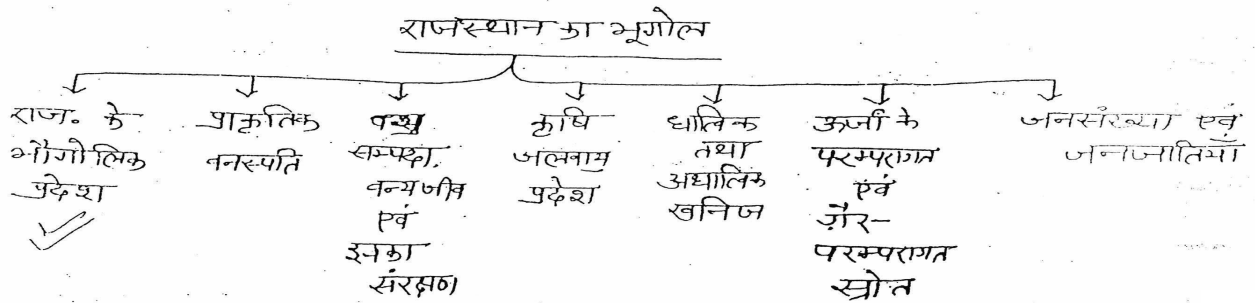 राजस्थान का भूगोल
राज. के
भौगोलिक
प्रदेश
प्राकृतिक
वनस्पति
पशु
सम्पदा,
वन्यजीव
एवं
इनका
संरक्षण
कृषि
जलवायु
प्रदेश
धात्विक
तथा
अधात्विक
खनिज
ऊर्जा के
परम्परागत
एवं
ग़ैर-
परम्परागत
स्रोत
जनसंख्या एवं
जनजातियाँ